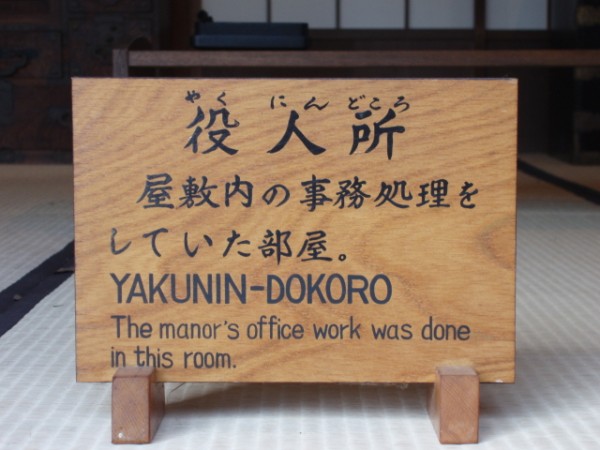 やく にん どころ
役人所
屋敷内の事務処理を
していた部屋。
YAKUNIN-DOKORO
The manor's office work was done
in this room.